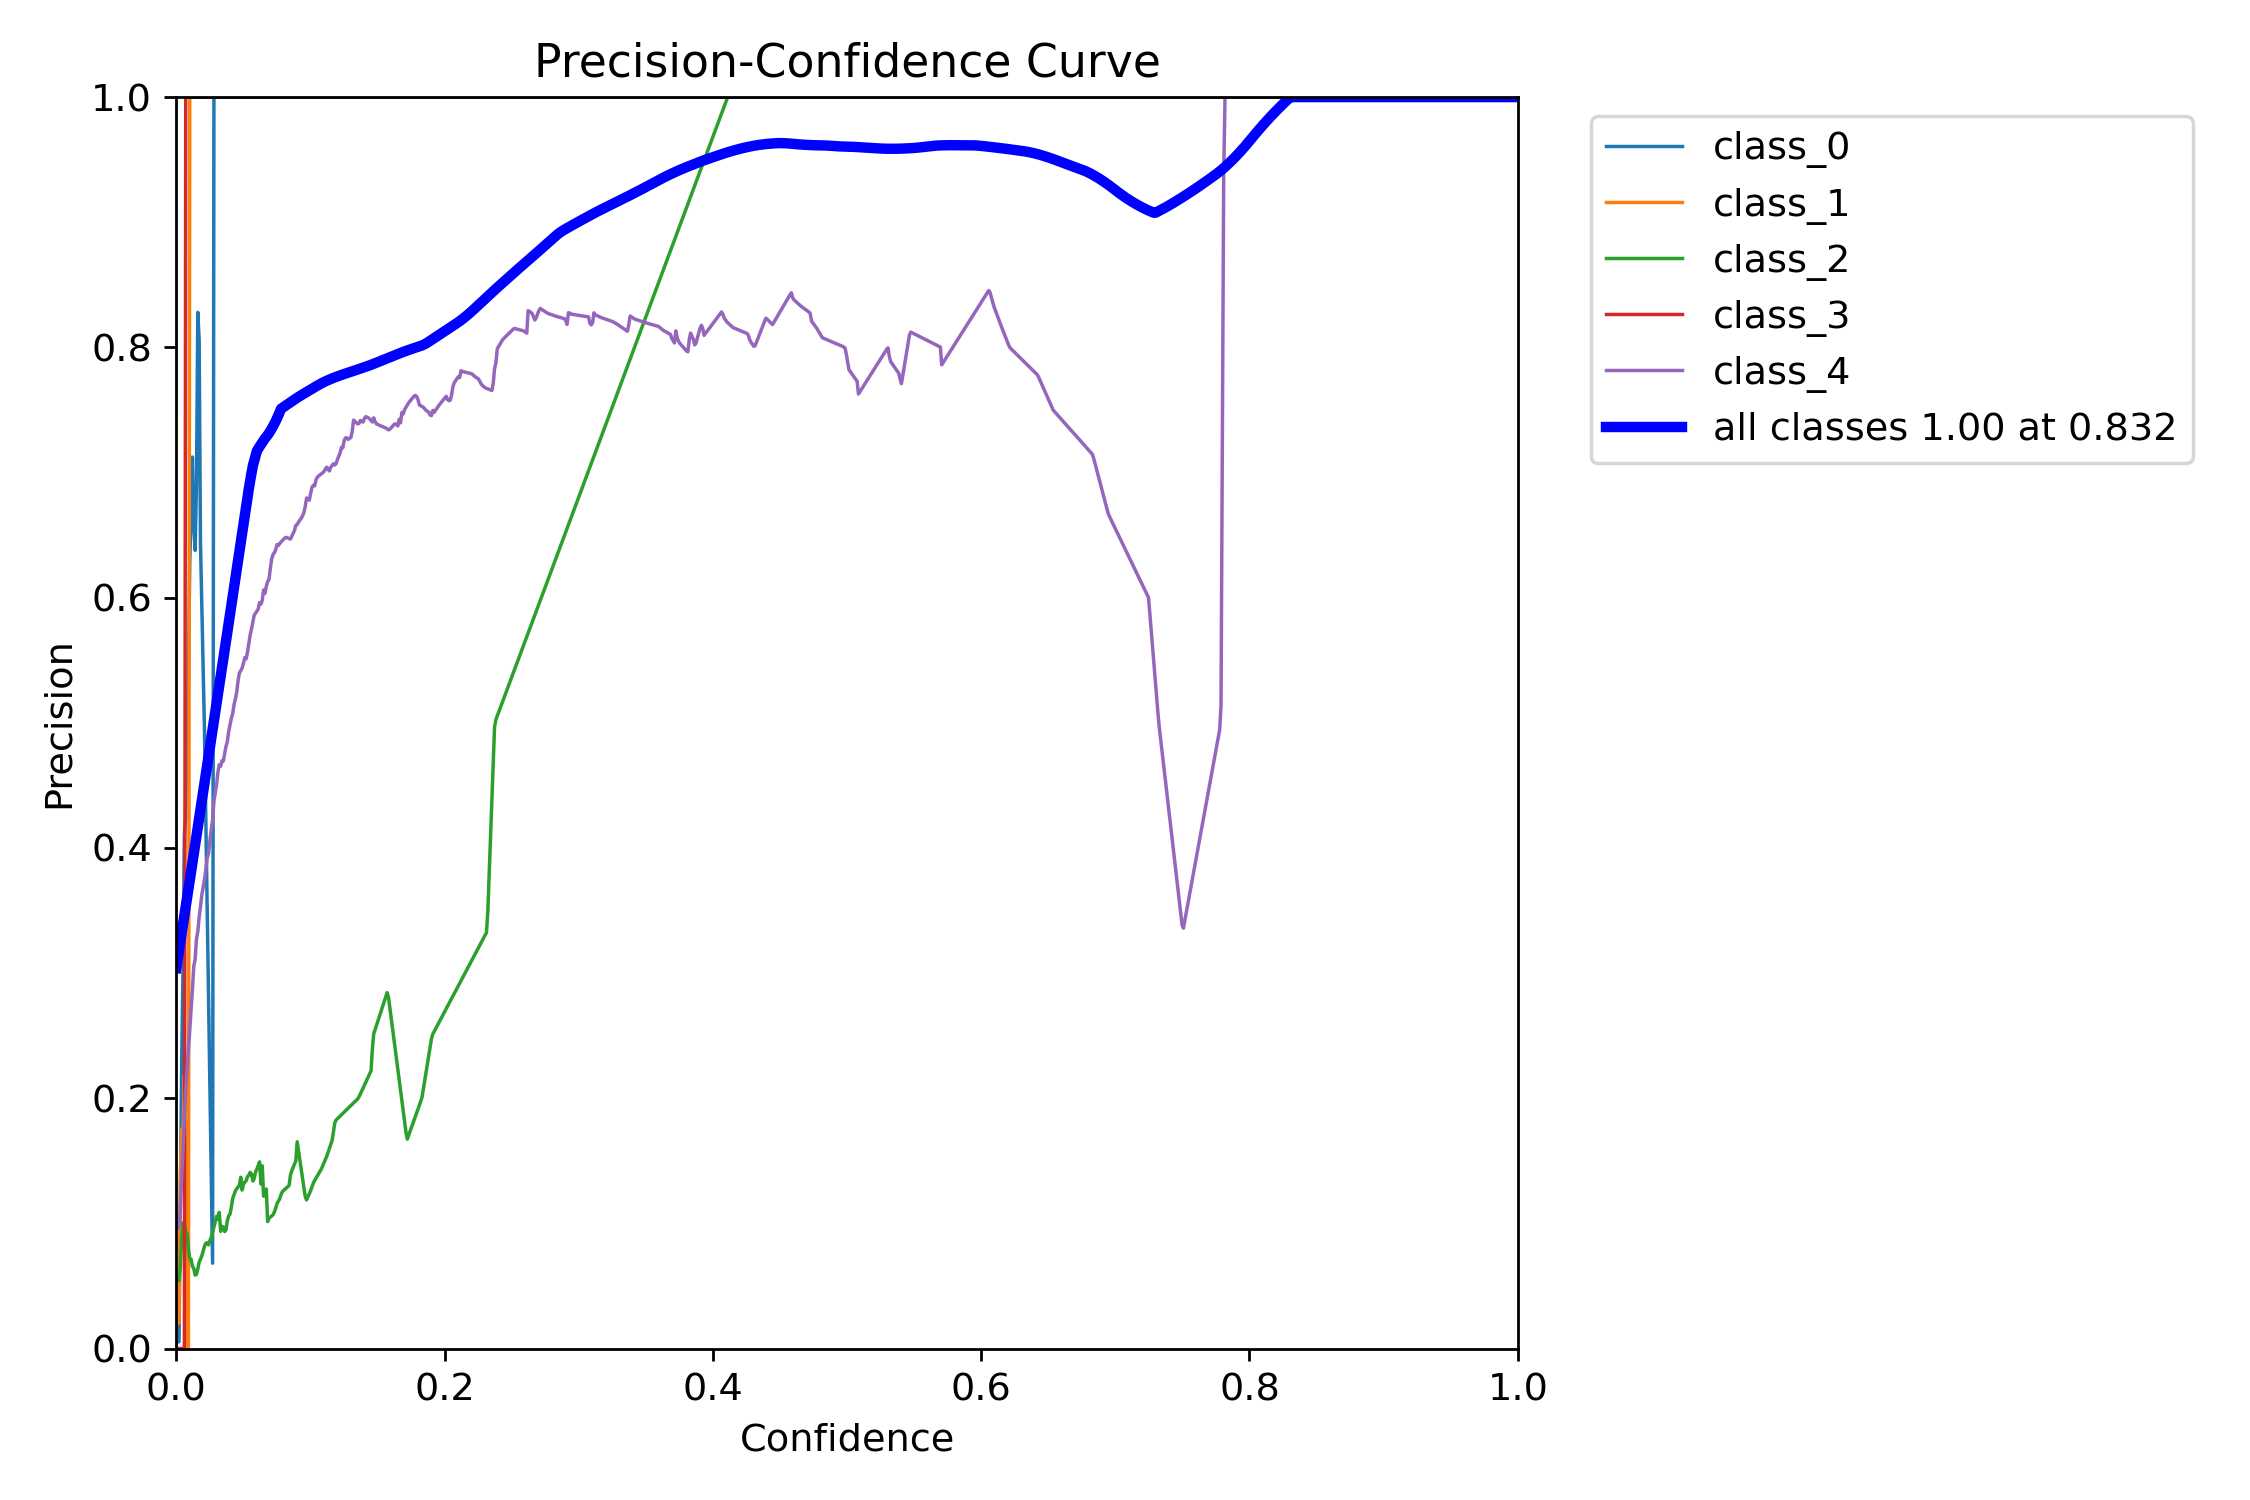 Precision-Confidence Curve
1.0
0.8
0.6
0.4
0.2
0.0
Precision
0.0 0.2 0.4 0.6 0.8 1.0
Confidence
class_0
class_1
class_2
class_3
class_4
all classes 1.00 at 0.832